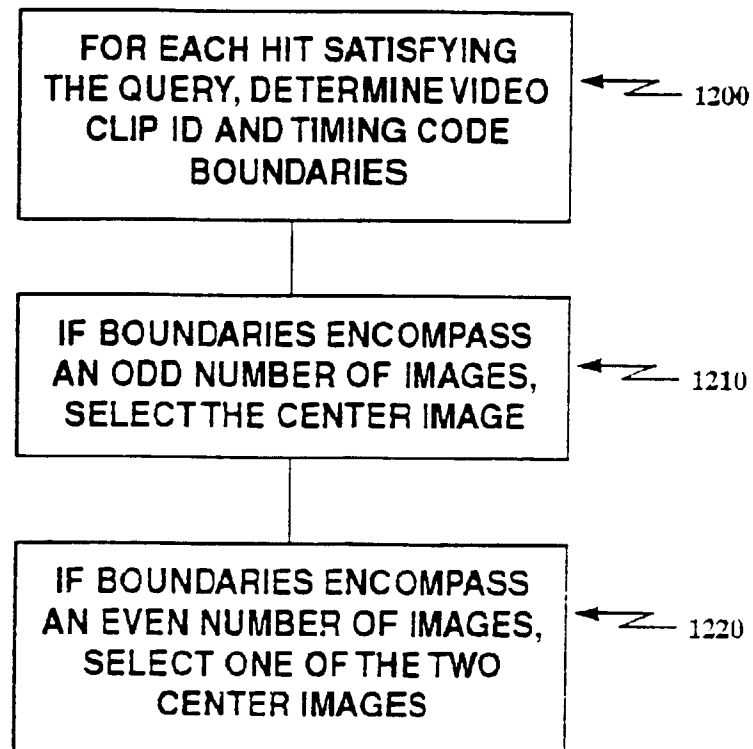 FOR EACH HIT SATISFYING
THE QUERY, DETERMINE VIDEO
CLIP ID AND TIMING CODE
BOUNDARIES
1200
IF BOUNDARIES ENCOMPASS
AN ODD NUMBER OF IMAGES,
SELECT THE CENTER IMAGE
1210
IF BOUNDARIES ENCOMPASS
AN EVEN NUMBER OF IMAGES,
SELECT ONE OF THE TWO
CENTER IMAGES
1220